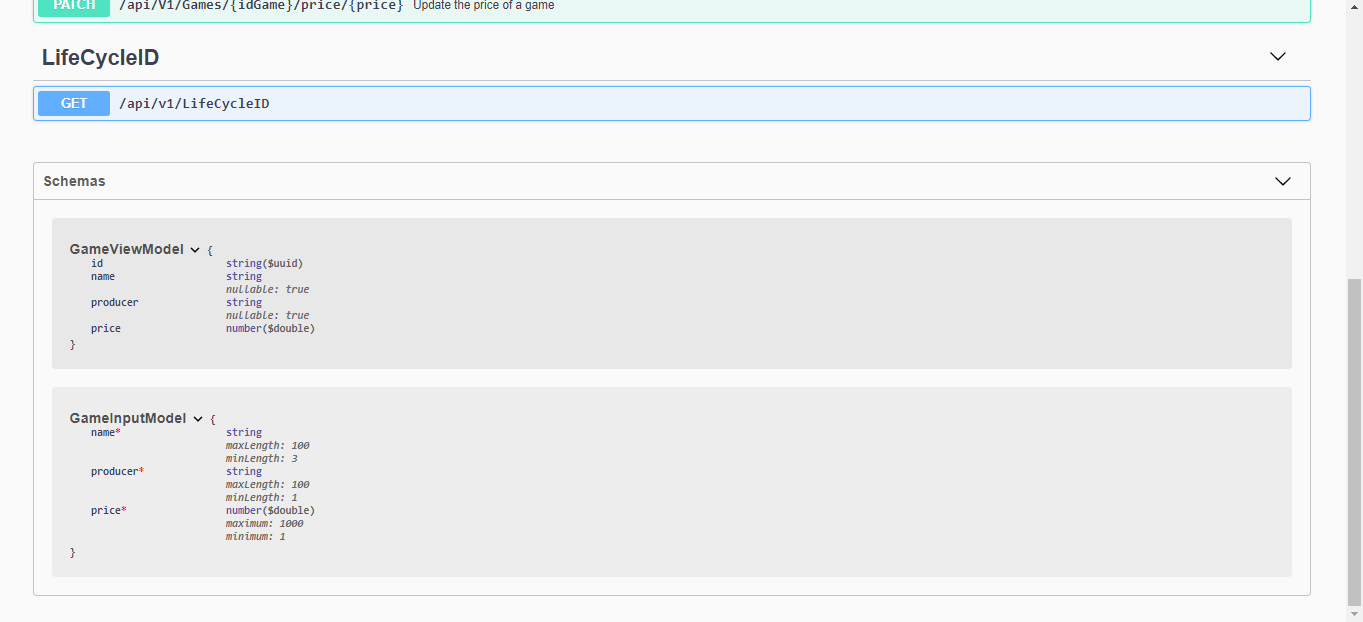 PATCH /api/V1/Games/{idGame}/price/{price} Update the price of a game
LifeCycleID
GET /api/v1/LifeCycleID
Schemas
GameViewModel {
id string($uuid)
name string
nullable: true
producer string
nullable: true
price number($double)
}
GameInputModel {
name* string
maxLength: 100
minLength: 3
producer* string
maxLength: 100
minLength: 1
price* number($double)
maximum: 1000
minimum: 1
}